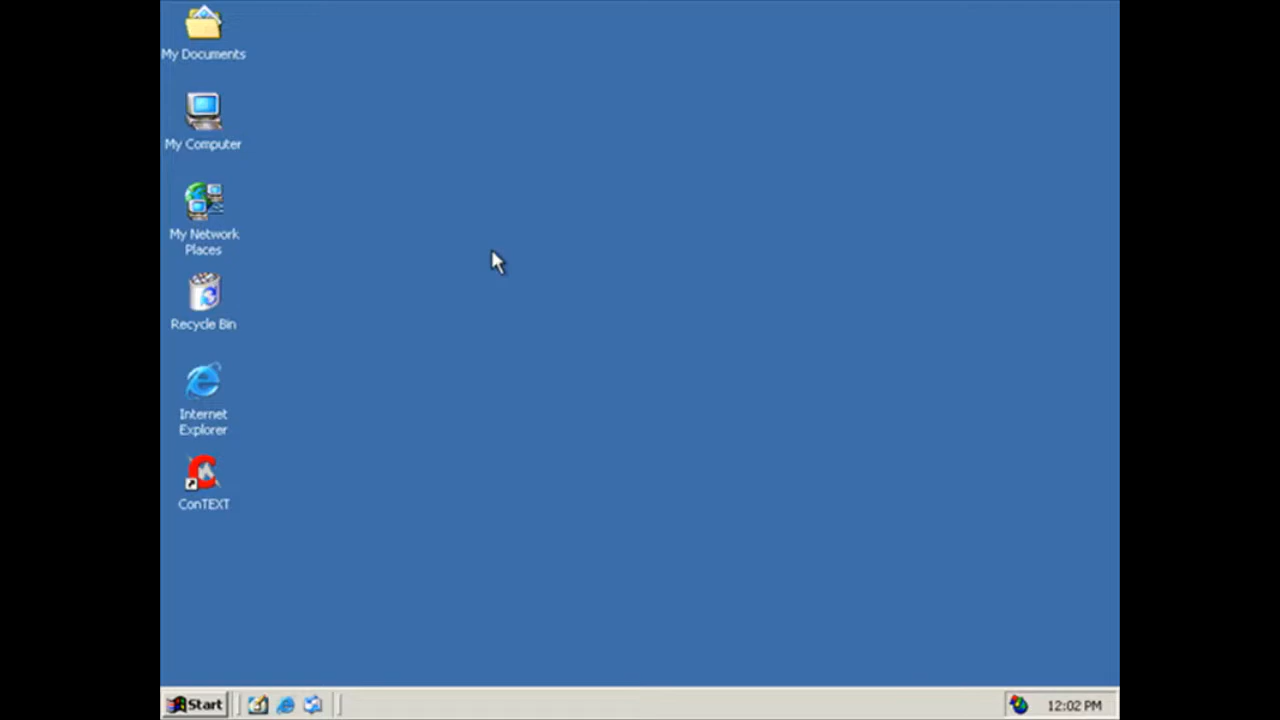 My Documents
My Computer
My Network
Places
Recycle Bin
Internet
Explorer
ConTEXT
Start
12:02 PM